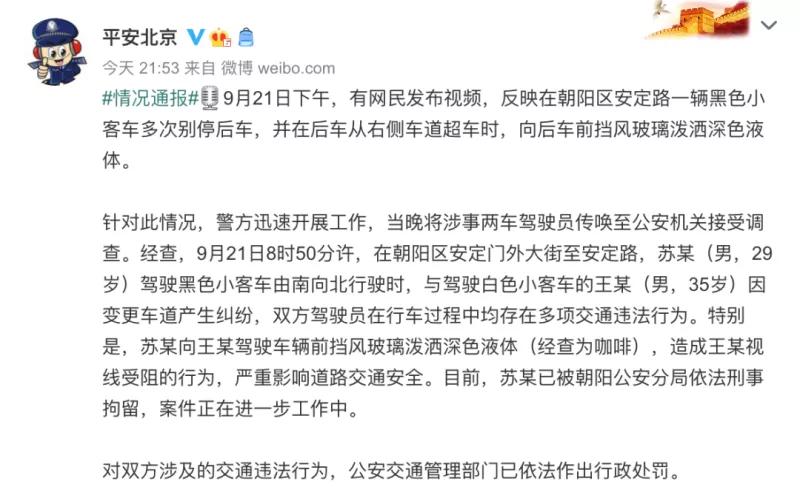 平安北京
今天 21:53 来自 微博 weibo.com
#情况通报#9月21日下午，有网民发布视频，反映在朝阳区安定路一辆黑色小
客车多次别停后车，并在后车从右侧车道超车时，向后车前挡风玻璃泼洒深色液
体。
针对此情况，警方迅速开展工作，当晚将涉事两车驾驶员传唤至公安机关接受调
查。经查，9月21日8时50分许，在朝阳区安定门外大街至安定路，苏某（男，29
岁）驾驶黑色小客车由南向北行驶时，与驾驶白色小客车的王某（男，35岁）因
变更车道产生纠纷，双方驾驶员在行车过程中均存在多项交通违法行为。特别
是，苏某向王某驾驶车辆前挡风玻璃泼洒深色液体（经查为咖啡），造成王某视
线受阻的行为，严重影响道路交通安全。目前，苏某已被朝阳公安分局依法刑事
拘留，案件正在进一步工作中。
对双方涉及的交通违法行为，公安交通管理部门已依法作出行政处罚。